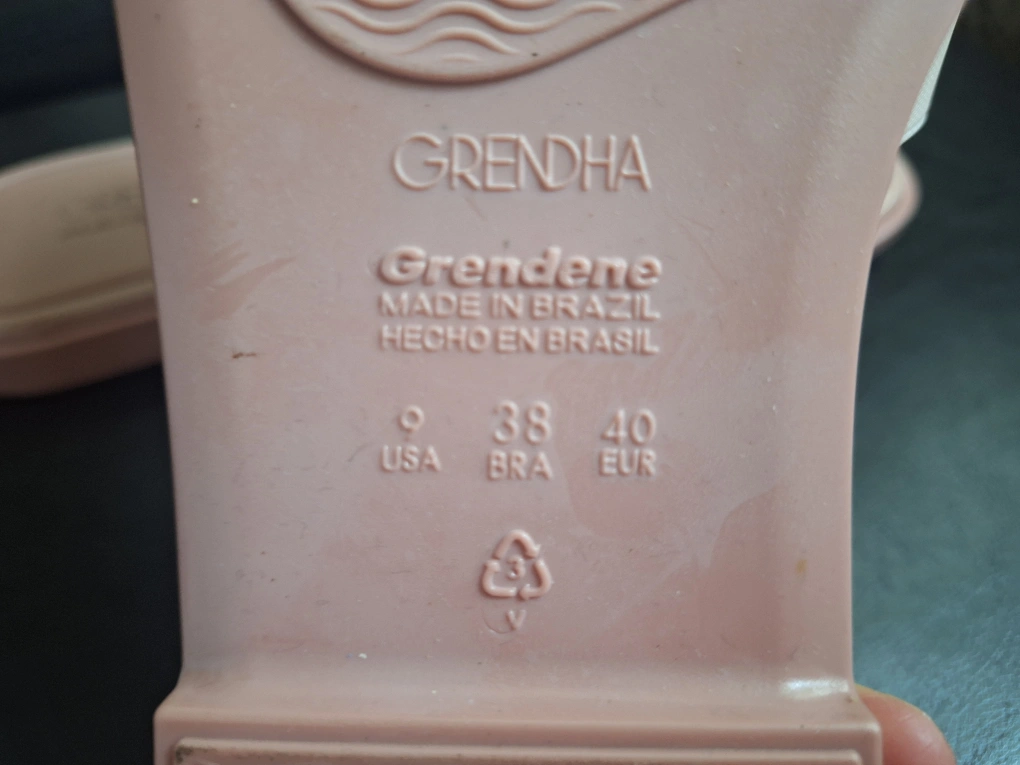 GRENDHA
Grendene
MADE IN BRAZIL
HECHO EN BRASIL
9 38 40
USA BRA EUR
3
V